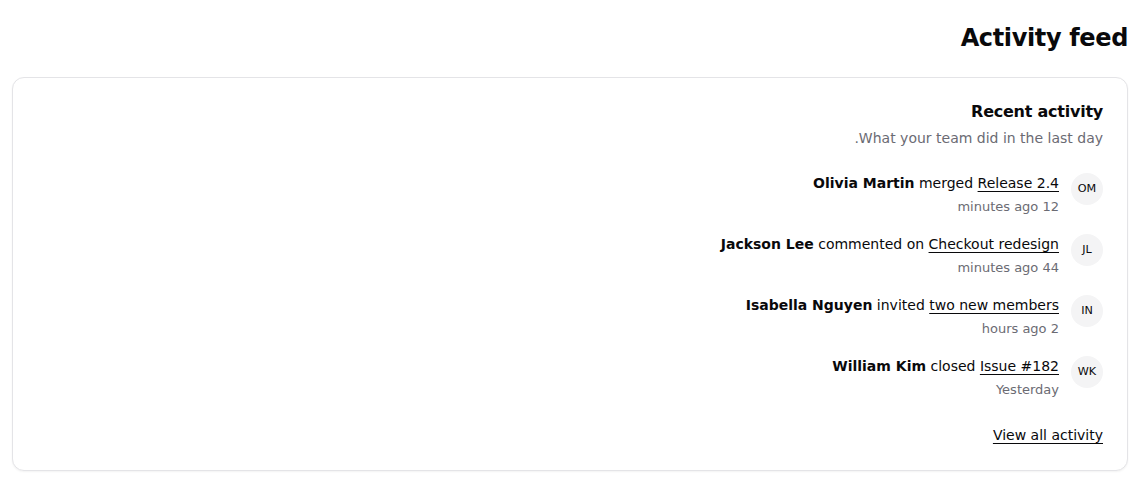 Activity feed
Recent activity
.What your team did in the last day
OM
Olivia Martin merged Release 2.4
minutes ago 12
JL
Jackson Lee commented on Checkout redesign
minutes ago 44
IN
Isabella Nguyen invited two new members
hours ago 2
WK
William Kim closed Issue #182
Yesterday
View all activity